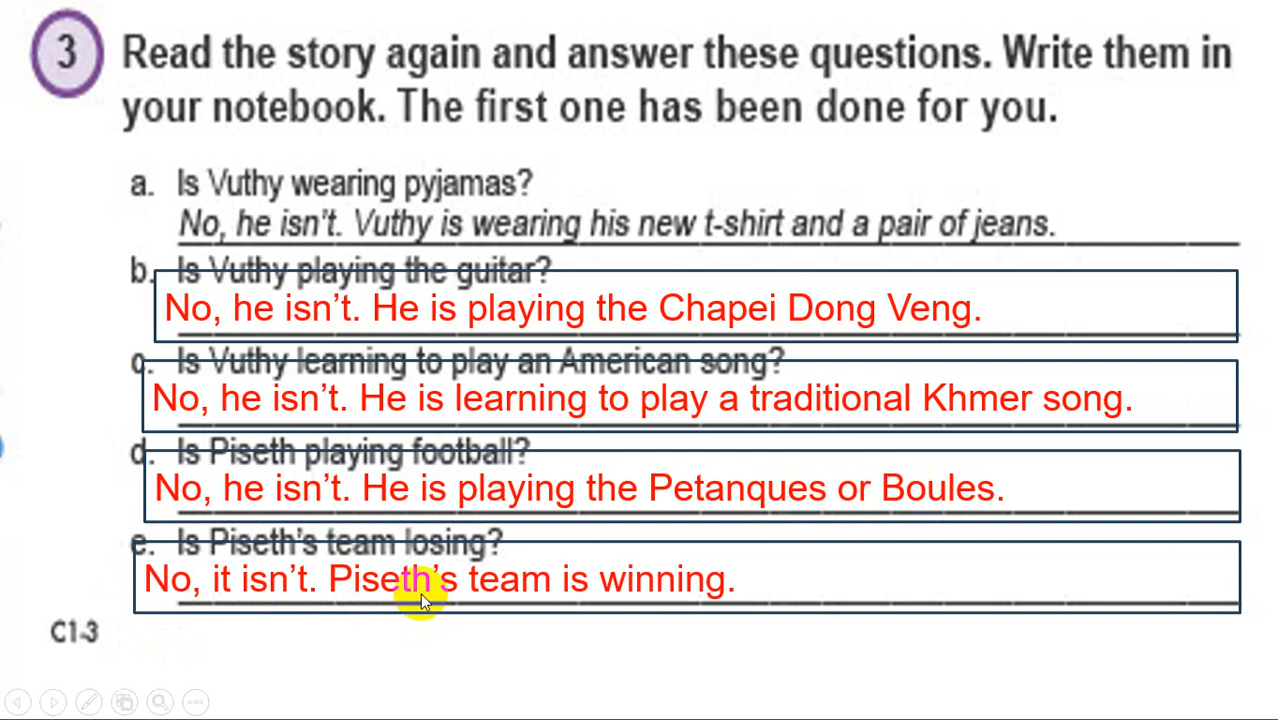 3 Read the story again and answer these questions. Write them in
your notebook. The first one has been done for you.
a. Is Vuthy wearing pyjamas?
No, he isn't. Vuthy is wearing his new t-shirt and a pair of jeans.
b. Is Vuthy playing the guitar?
No, he isn’t. He is playing the Chapei Dong Veng.
c. Is Vuthy learning to play an American song?
No, he isn’t. He is learning to play a traditional Khmer song.
d. Is Piseth playing football?
No, he isn’t. He is playing the Petanques or Boules.
e. Is Piseth's team losing?
No, it isn’t. Piseth’s team is winning.
C1-3